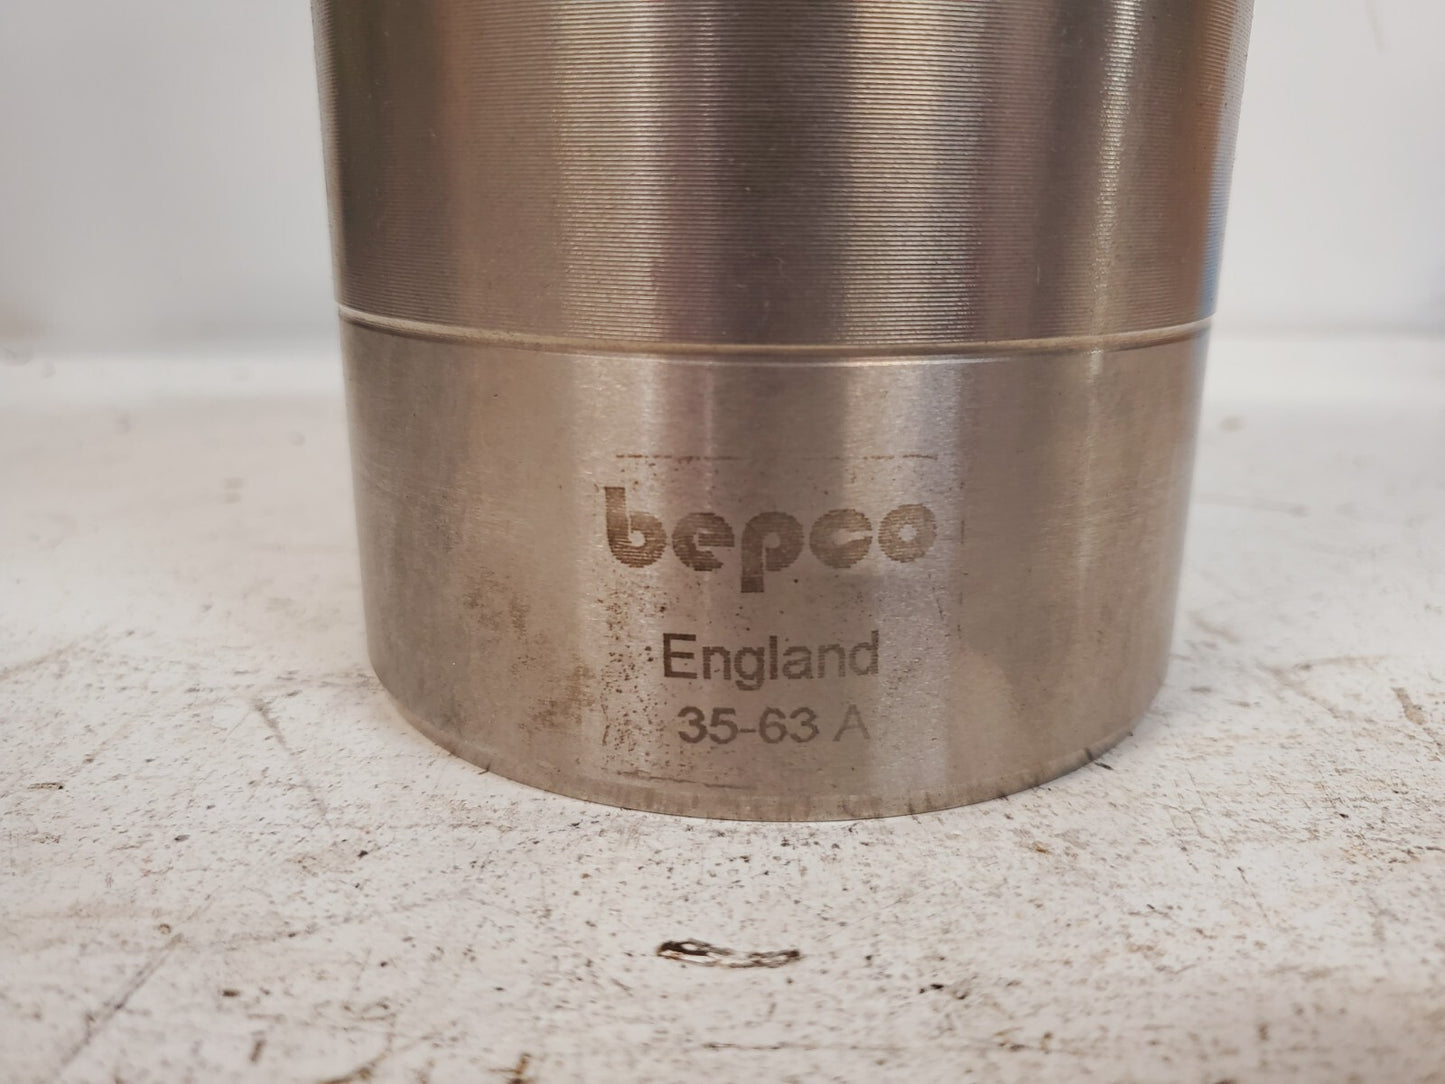 bepco
England
35-63 A